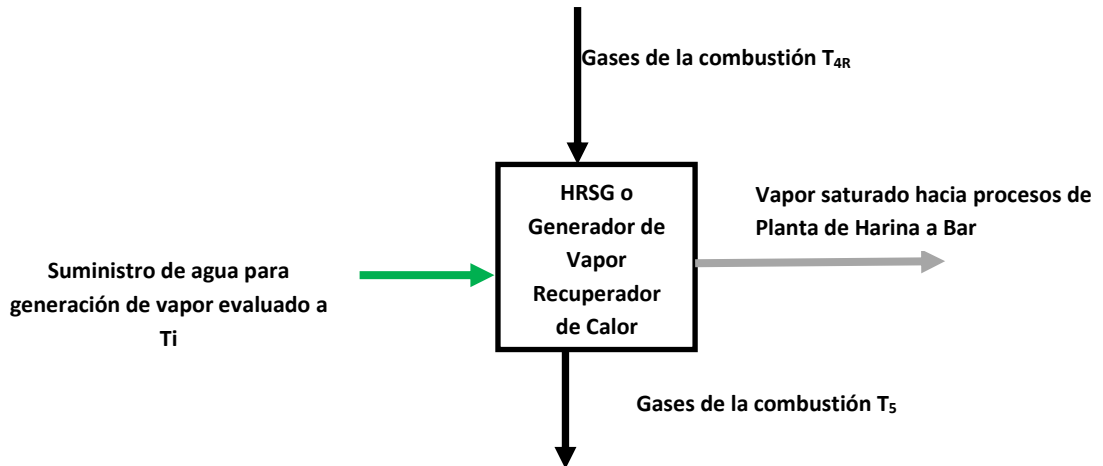 Gases de la combustión T4R
HRSG o
Generador de
Vapor
Recuperador
de Calor
Vapor saturado hacia procesos de
Planta de Harina a Bar
Suministro de agua para
generación de vapor evaluado a
Ti
Gases de la combustión T5